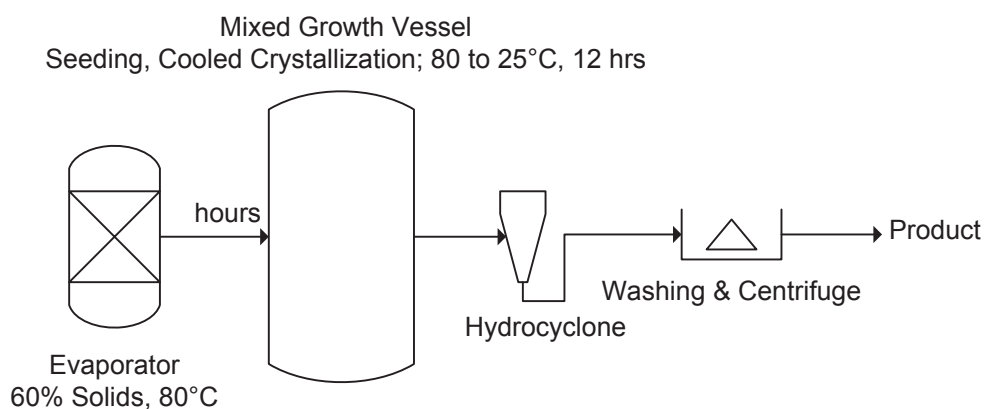 Mixed Growth Vessel
Seeding, Cooled Crystallization; 80 to 25°C, 12 hrs
hours
Product
Washing & Centrifuge
Hydrocyclone
Evaporator
60% Solids, 80°C